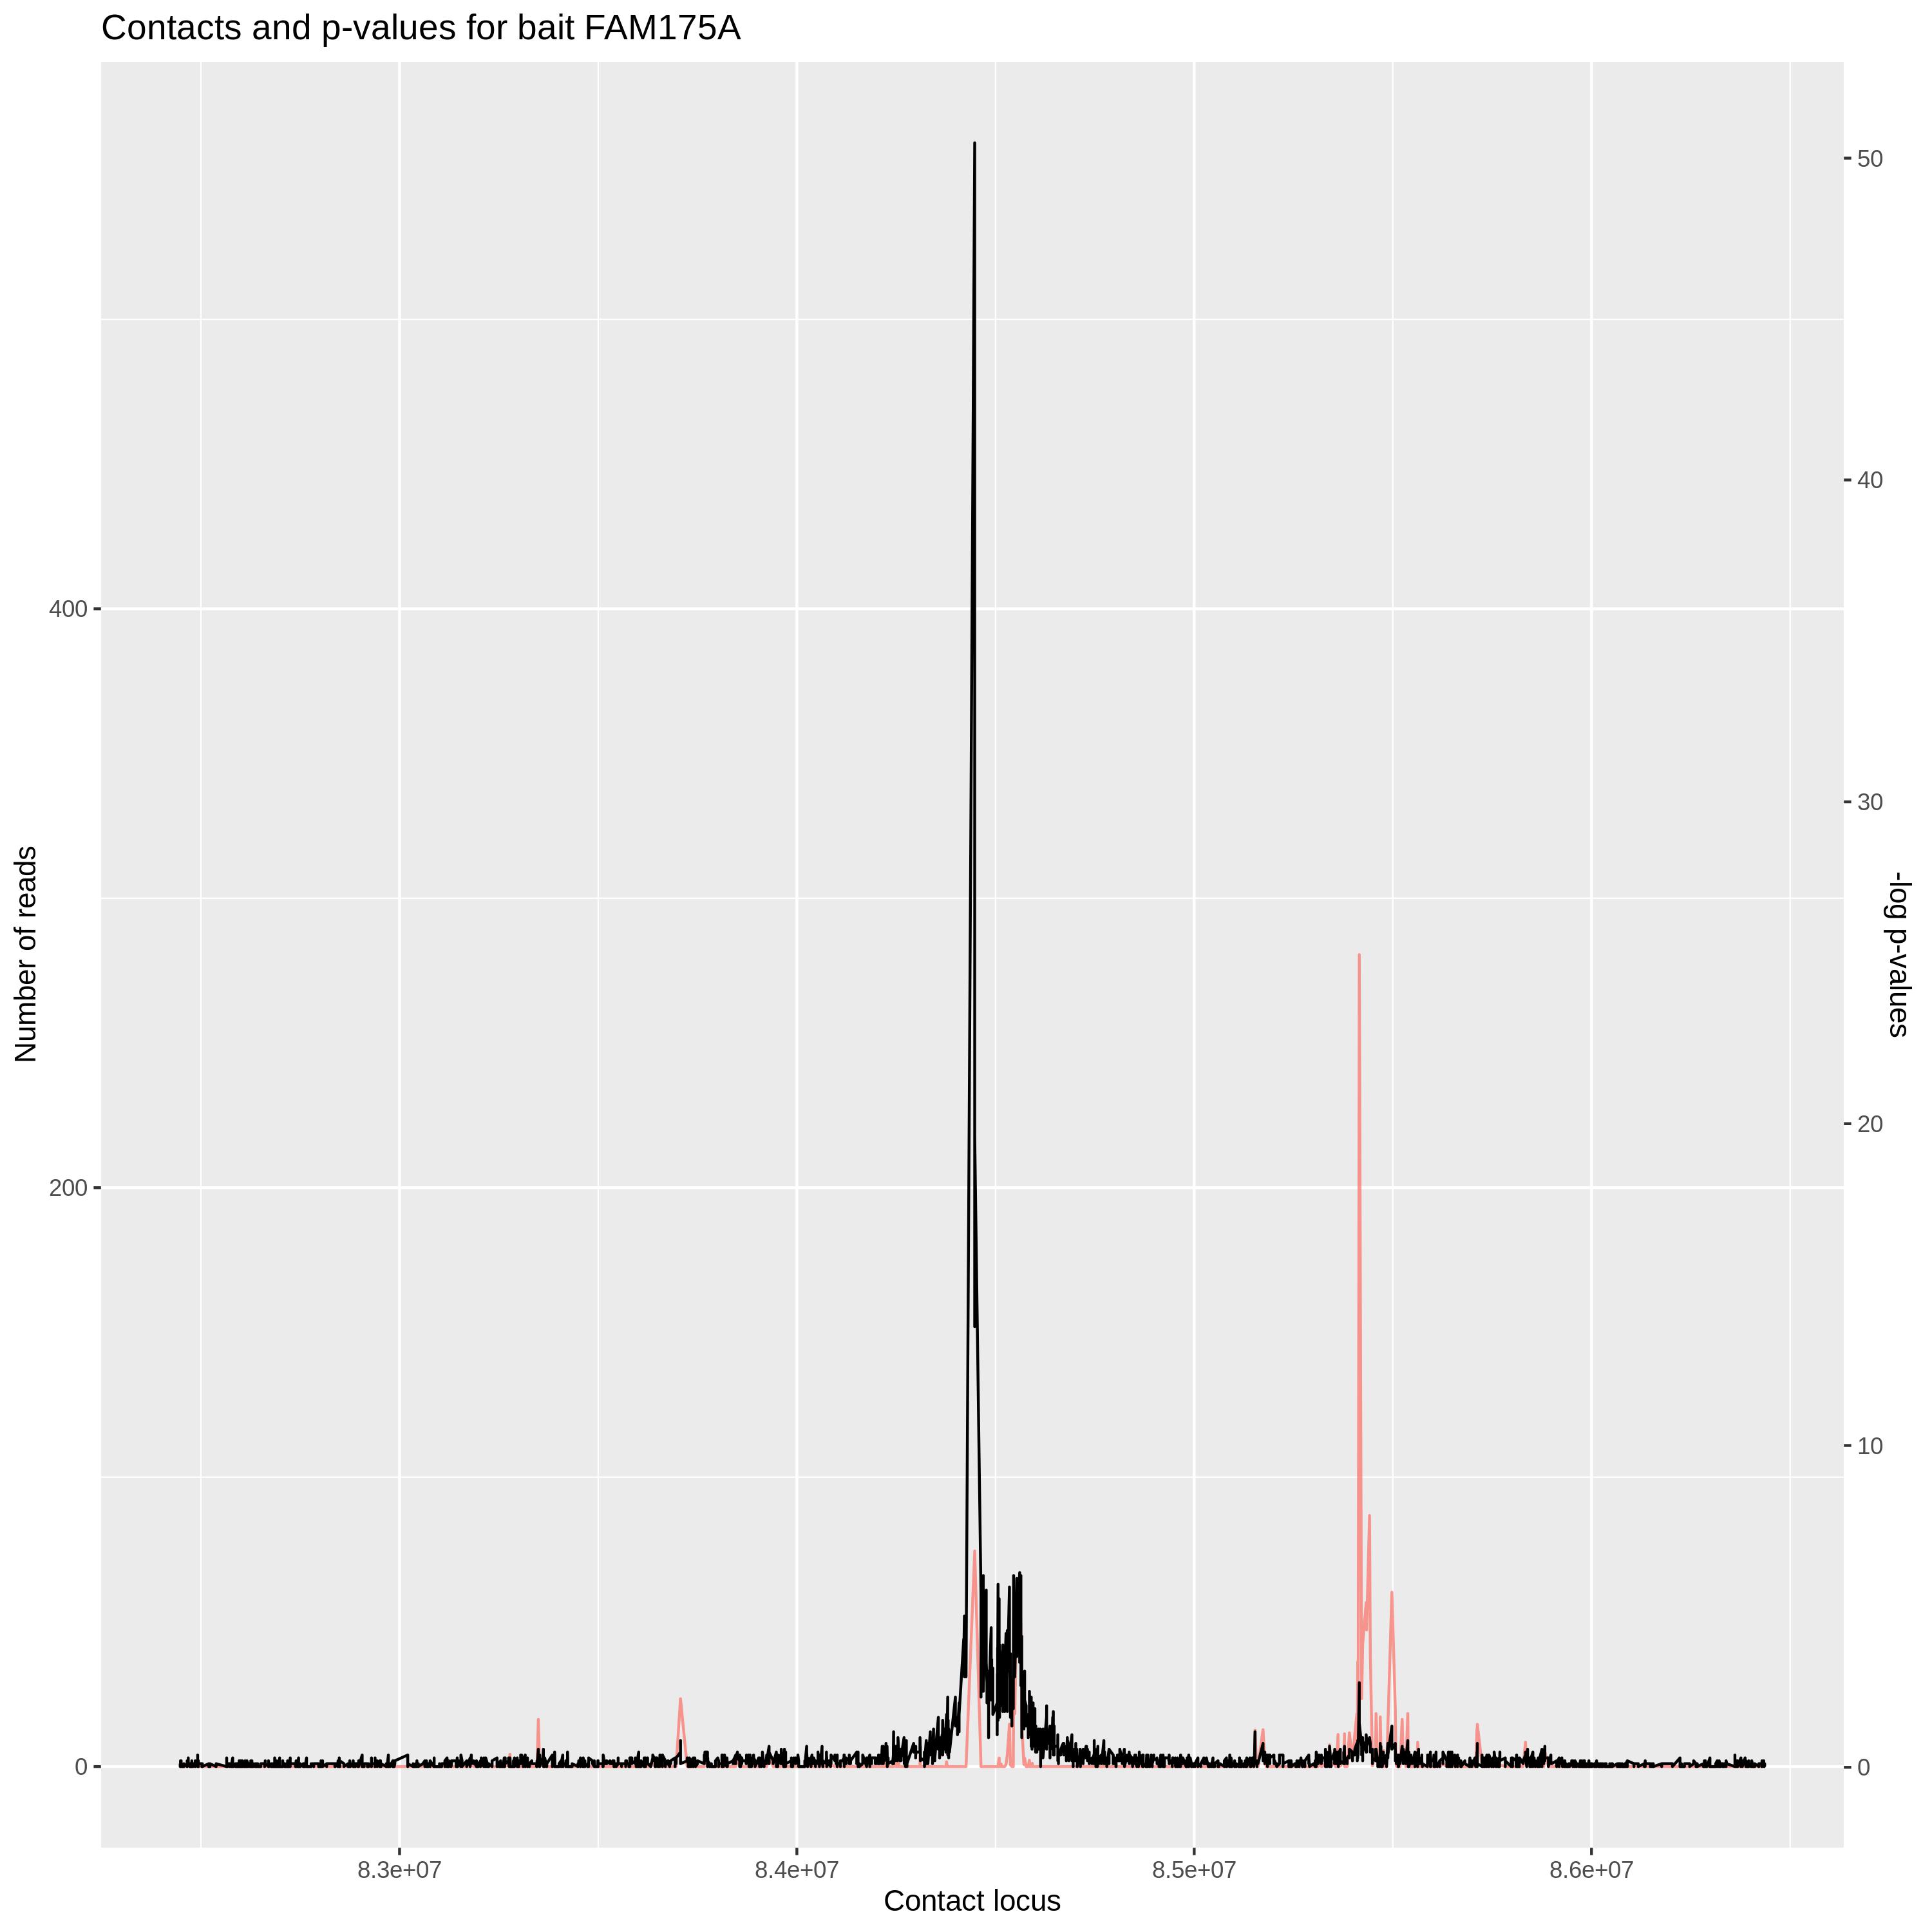 Contacts and p-values for bait FAM175A
Number of reads
400
200
0
50
40
30
20
10
0
-log p-values
8.3e+07
8.4e+07
8.5e+07
8.6e+07
Contact locus